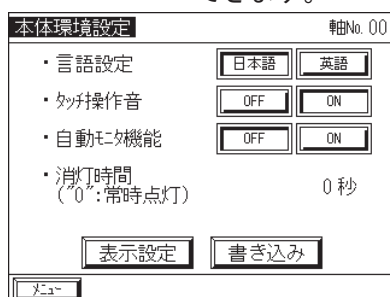 できます。
本体環境設定 軸No. 00
・言語設定 日本語 英語
・ﾀｯﾁ操作音 OFF ON
・自動ﾓﾆﾀ機能 OFF ON
・消灯時間 0 秒
("0":常時点灯)
表示設定 書き込み
ﾒﾆｭｰ